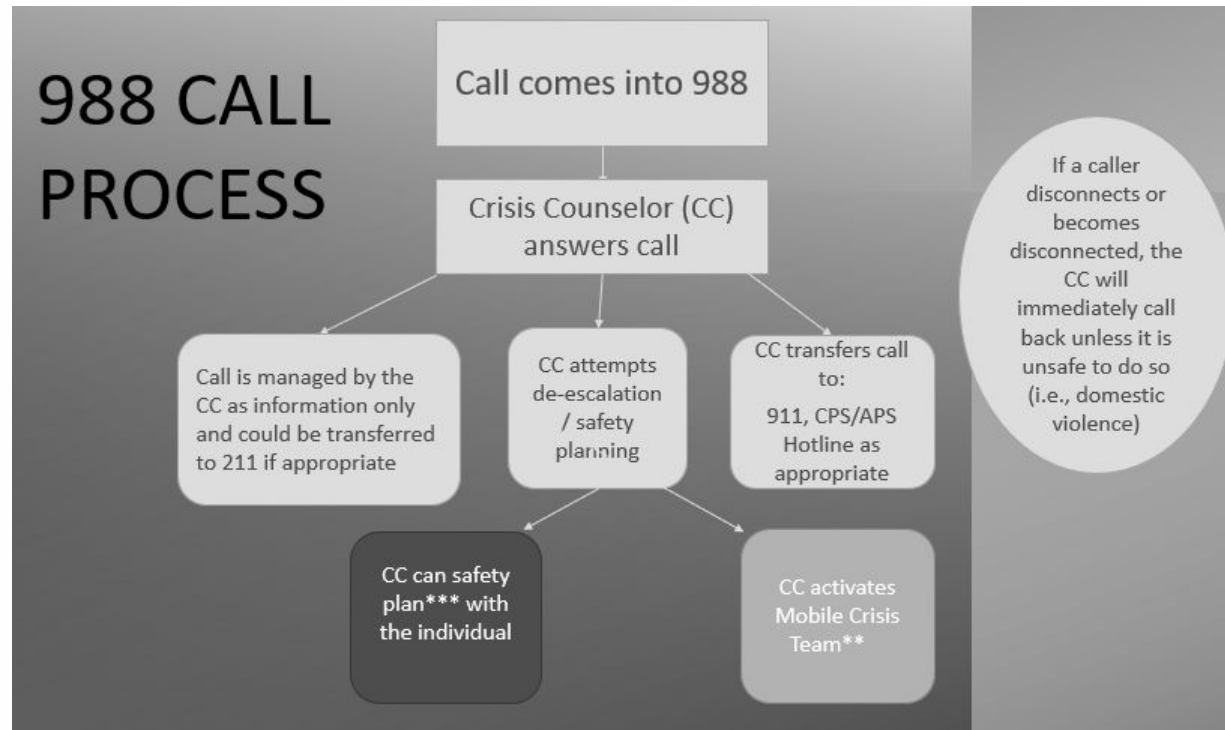 988 CALL
PROCESS
Call comes into 988
Crisis Counselor (CC)
answers call
Call is managed by the
CC as information only
and could be transferred
to 211 if appropriate
CC attempts
de-escalation
/ safety
planning
CC transfers call
to:
911, CPS/APS
Hotline as
appropriate
CC can safety
plan*** with
the individual
CC activates
Mobile Crisis
Team**
If a caller
disconnects or
becomes
disconnected, the
CC will
immediately call
back unless it is
unsafe to do so
(i.e., domestic
violence)